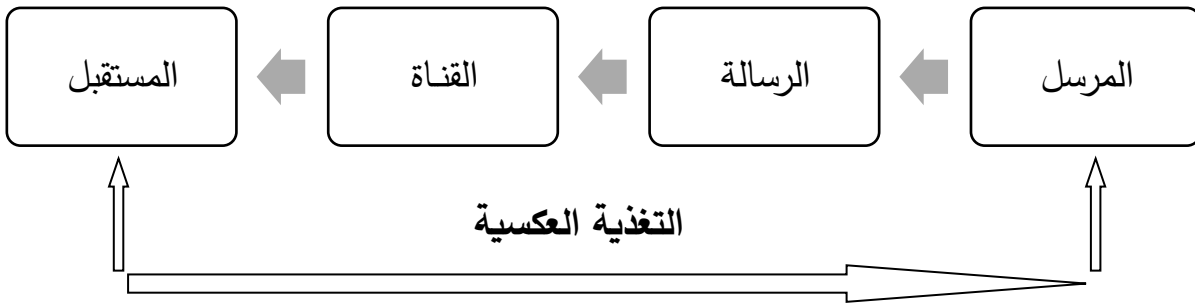 المرسل
الرسالة
القناة
المستقبل
التغذية العكسية